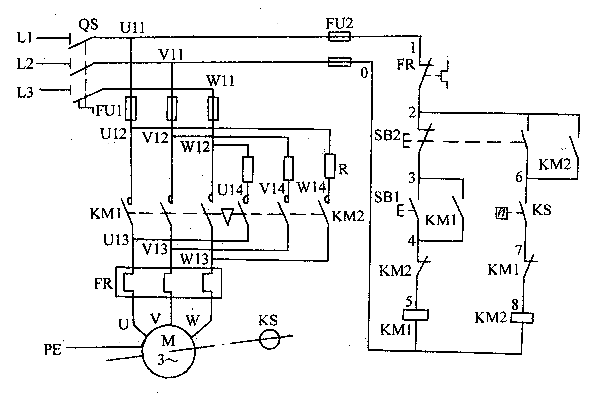 QS U11 FU2
L1
V11
L2
0
1
FR
L3
W11
FU1
2
U12
V12
W12
SB2
KM2
R
3
6
U14
V14
W14
SB1
KM1
KS
KM1
KM2
U13
V13
4
7
W13
KM2
KM1
FR
5
8
U
V
W
KS
KM1
KM2
PE
M
3～